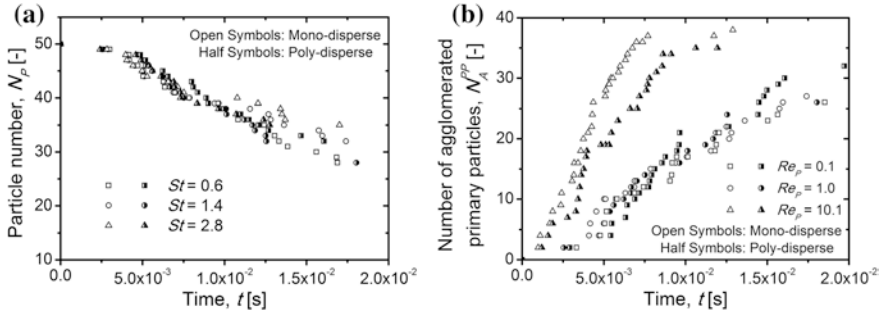 (a)
Open Symbols: Mono-disperse
Half Symbols: Poly-disperse
Particle number, N_P [-]
60
50
40
30
20
10
St = 0.6
St = 1.4
St = 2.8
0.0
5.0x10⁻³
1.0x10⁻²
1.5x10⁻²
2.0x10⁻²
Time, t [s]
(b)
Number of agglomerated
primary particles, N_A^PP [-]
40
30
20
10
0
Re_P = 0.1
Re_P = 1.0
Re_P = 10.1
Open Symbols: Mono-disperse
Half Symbols: Poly-disperse
0.0
5.0x10⁻³
1.0x10⁻²
1.5x10⁻²
2.0x10⁻²
Time, t [s]